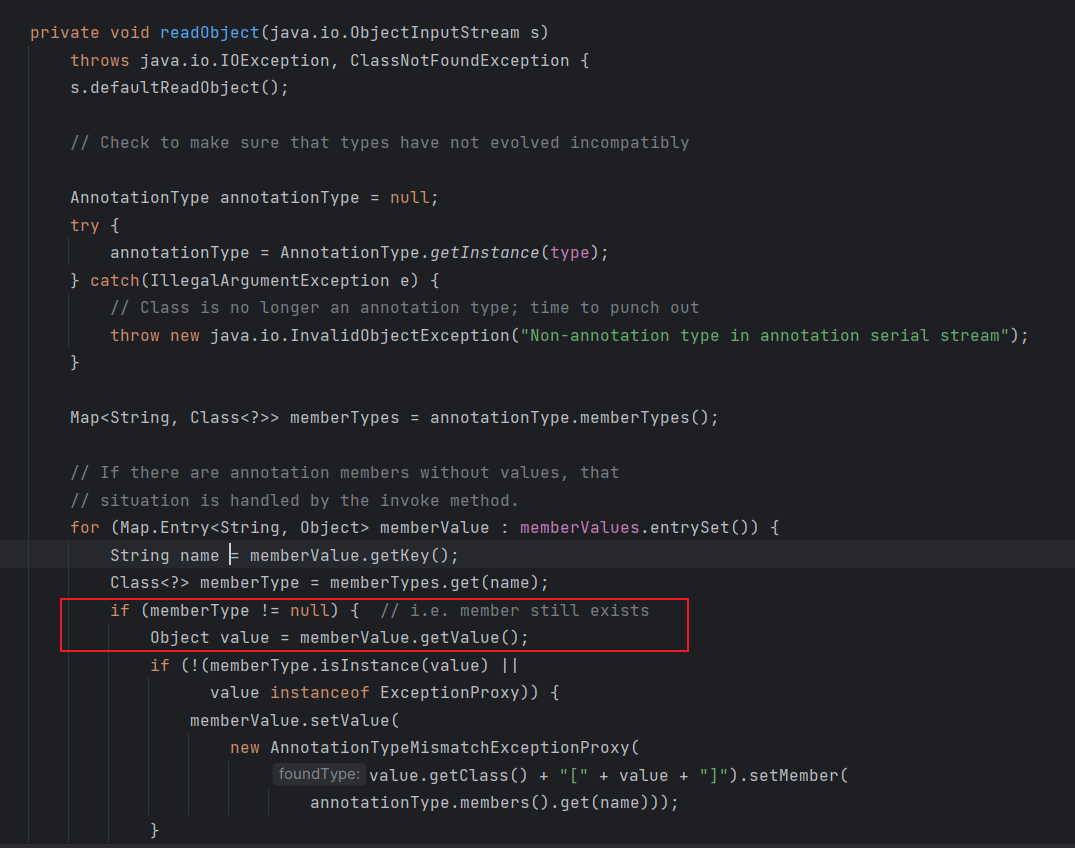 private void readObject(java.io.ObjectInputStream s)
throws java.io.IOException, ClassNotFoundException {
s.defaultReadObject();
// Check to make sure that types have not evolved incompatibly
AnnotationType annotationType = null;
try {
annotationType = AnnotationType.getInstance(type);
} catch(IllegalArgumentException e) {
// Class is no longer an annotation type; time to punch out
throw new java.io.InvalidObjectException("Non-annotation type in annotation serial stream");
}
Map<String, Class<?>> memberTypes = annotationType.memberTypes();
// If there are annotation members without values, that
// situation is handled by the invoke method.
for (Map.Entry<String, Object> memberValue : memberValues.entrySet()) {
String name = memberValue.getKey();
Class<?> memberType = memberTypes.get(name);
if (memberType != null) {  // i.e. member still exists
Object value = memberValue.getValue();
if (!(memberType.isInstance(value) ||
value instanceof ExceptionProxy)) {
memberValue.setValue(
new AnnotationTypeMismatchExceptionProxy(
foundType: value.getClass() + "[" + value + "]").setMember(
annotationType.members().get(name)));
}